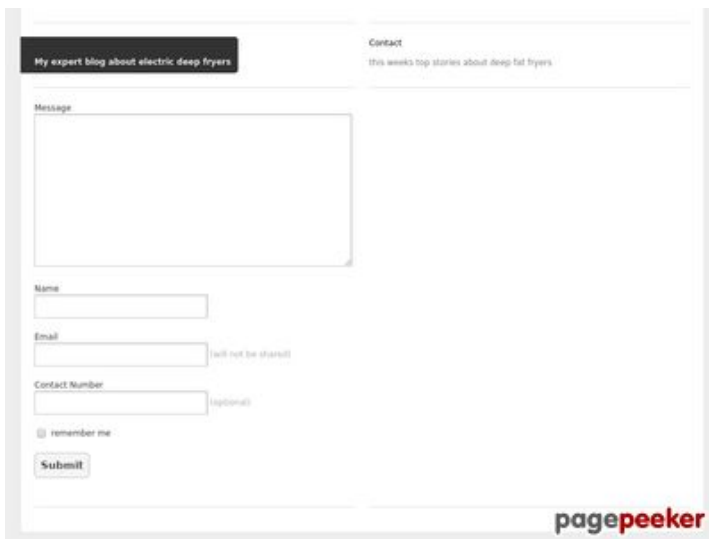 My expert blog about electric deep fryers
Contact
this weeks top stories about deep fat fryers
Message
Name
Email
(will not be shared)
Contact Number
(optional)
remember me
Submit
pagepeeker